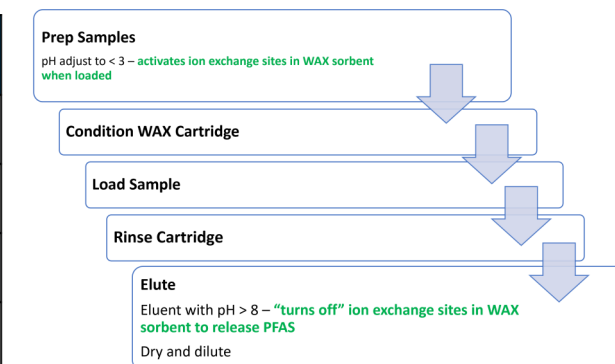 Prep Samples
pH adjust to < 3 – activates ion exchange sites in WAX sorbent
when loaded
Condition WAX Cartridge
Load Sample
Rinse Cartridge
Elute
Eluent with pH > 8 – “turns off” ion exchange sites in WAX
sorbent to release PFAS
Dry and dilute